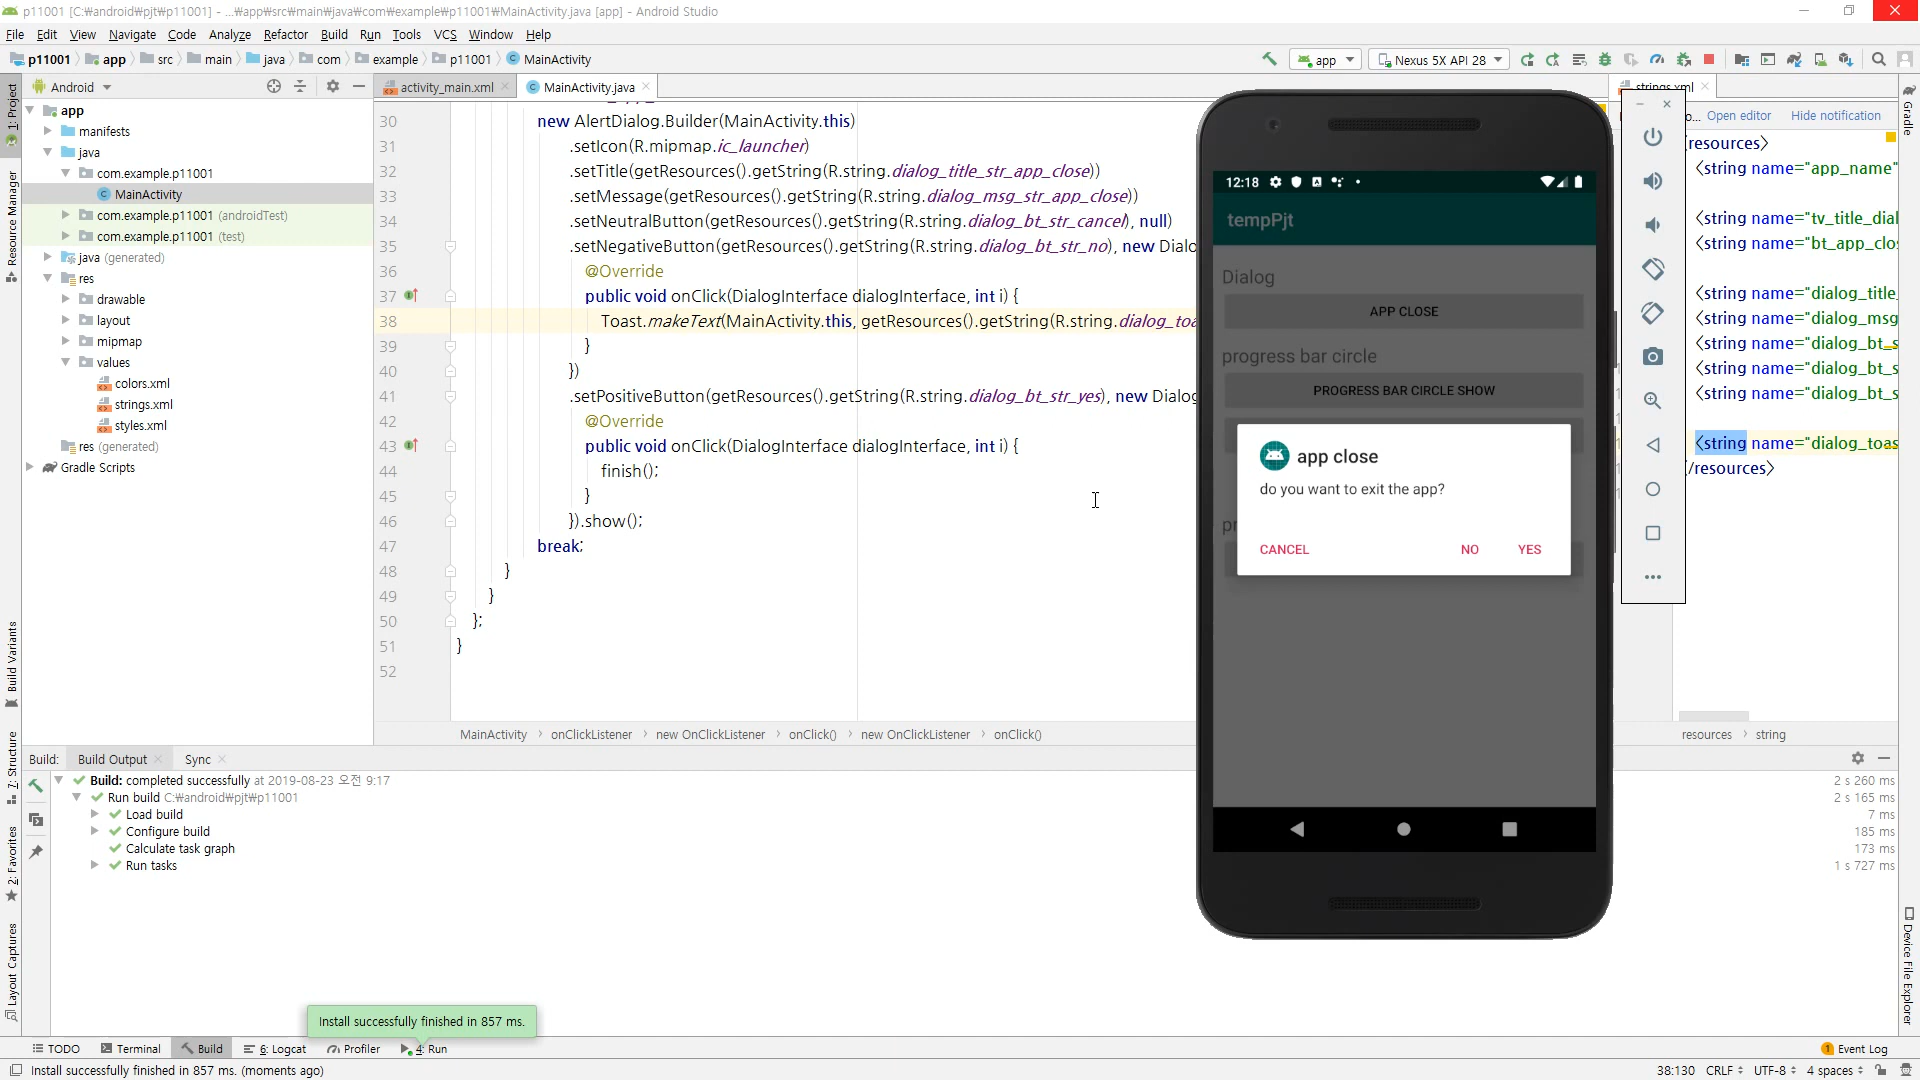 p11001 [C:₩android₩pjt₩p11001] - ...₩app₩src₩main₩java₩com₩example₩p11001₩MainActivity.java [app] - Android Studio
File Edit View Navigate Code Analyze Refactor Build Run Tools VCS Window Help
p11001 app src main java com example p11001 MainActivity
app Nexus 5X API 28
Android
activity_main.xml MainActivity.java strings.xml
1: Project
Resource Manager
Build Variants
7: Structure
2: Favorites
Layout Captures
app
manifests
java
com.example.p11001
MainActivity
com.example.p11001 (androidTest)
com.example.p11001 (test)
java (generated)
res
drawable
layout
mipmap
values
colors.xml
strings.xml
styles.xml
res (generated)
Gradle Scripts
30 new AlertDialog.Builder(MainActivity.this)
31 .setIcon(R.mipmap.ic_launcher)
32 .setTitle(getResources().getString(R.string.dialog_title_str_app_close))
33 .setMessage(getResources().getString(R.string.dialog_msg_str_app_close))
34 .setNeutralButton(getResources().getString(R.string.dialog_bt_str_cancel), null)
35 .setNegativeButton(getResources().getString(R.string.dialog_bt_str_no), new Dialo
36 @Override
37 public void onClick(DialogInterface dialogInterface, int i) {
38 Toast.makeText(MainActivity.this, getResources().getString(R.string.dialog_toa
39 }
40 })
41 .setPositiveButton(getResources().getString(R.string.dialog_bt_str_yes), new Dialog
42 @Override
43 public void onClick(DialogInterface dialogInterface, int i) {
44 finish();
45 }
46 }).show();
47 break;
48 }
49 }
50 };
51 }
52
MainActivity onClickListener new OnClickListener onClick() new OnClickListener onClick()
12:18
tempPjt
Dialog
APP CLOSE
progress bar circle
PROGRESS BAR CIRCLE SHOW
app close
do you want to exit the app?
CANCEL NO YES
o... Open editor Hide notification
resources>
<string name="app_name"
<string name="tv_title_dial
<string name="bt_app_clos
<string name="dialog_title_
<string name="dialog_msg
<string name="dialog_bt_s
<string name="dialog_bt_s
<string name="dialog_bt_s
<string name="dialog_toas
/resources>
resources string
Gradle
Device File Explorer
Build: Build Output Sync
Build: completed successfully at 2019-08-23 오전 9:17 2 s 260 ms
Run build C:₩android₩pjt₩p11001 2 s 165 ms
Load build 7 ms
Configure build 185 ms
Calculate task graph 173 ms
Run tasks 1 s 727 ms
Install successfully finished in 857 ms.
TODO Terminal Build 6: Logcat Profiler 4: Run 1 Event Log
Install successfully finished in 857 ms. (moments ago) 38:130 CRLF UTF-8 4 spaces